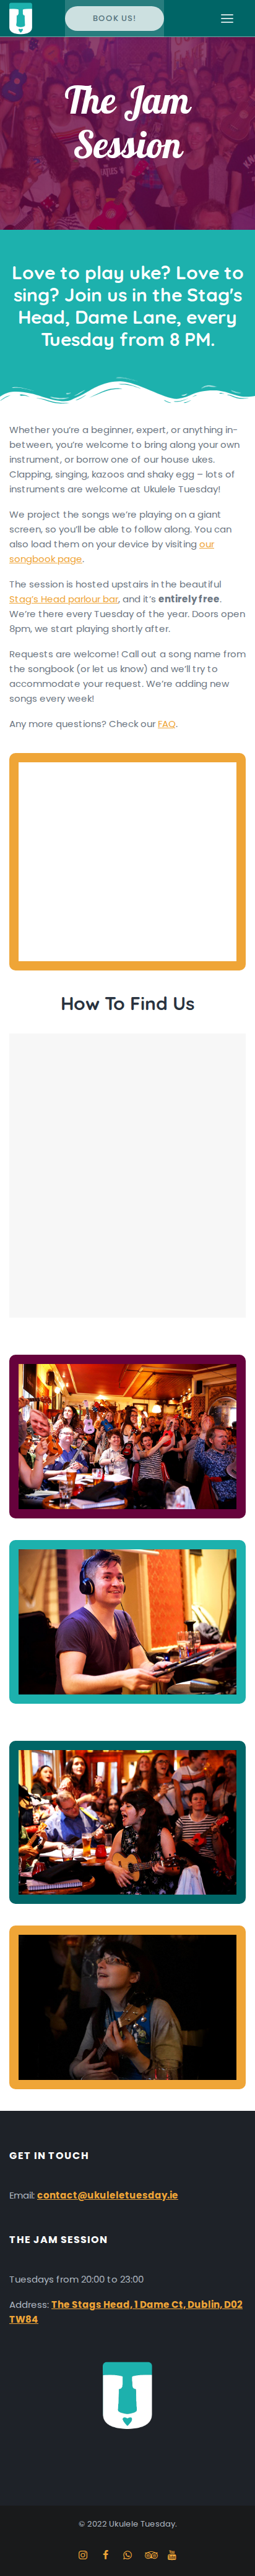 BOOK US!
The Jam
Session
Love to play uke? Love to
sing? Join us in the Stag's
Head, Dame Lane, every
Tuesday from 8 PM.
Whether you're a beginner, expert, or anything in-
between, you're welcome to bring along your own
instrument, or borrow one of our house ukes.
Clapping, singing, kazoos and shaky egg – lots of
instruments are welcome at Ukulele Tuesday!
We project the songs we're playing on a giant
screen, so you'll be able to follow along. You can
also load them on your device by visiting our
songbook page.
The session is hosted upstairs in the beautiful
Stag's Head parlour bar, and it's entirely free.
We're there every Tuesday of the year. Doors open
8pm, we start playing shortly after.
Requests are welcome! Call out a song name from
the songbook (or let us know) and we'll try to
accommodate your request. We're adding new
songs every week!
Any more questions? Check our FAQ.
How To Find Us
GET IN TOUCH
Email: contact@ukuleletuesday.ie
THE JAM SESSION
Tuesdays from 20:00 to 23:00
Address: The Stags Head, 1 Dame Ct, Dublin, D02
TW84
© 2022 Ukulele Tuesday.